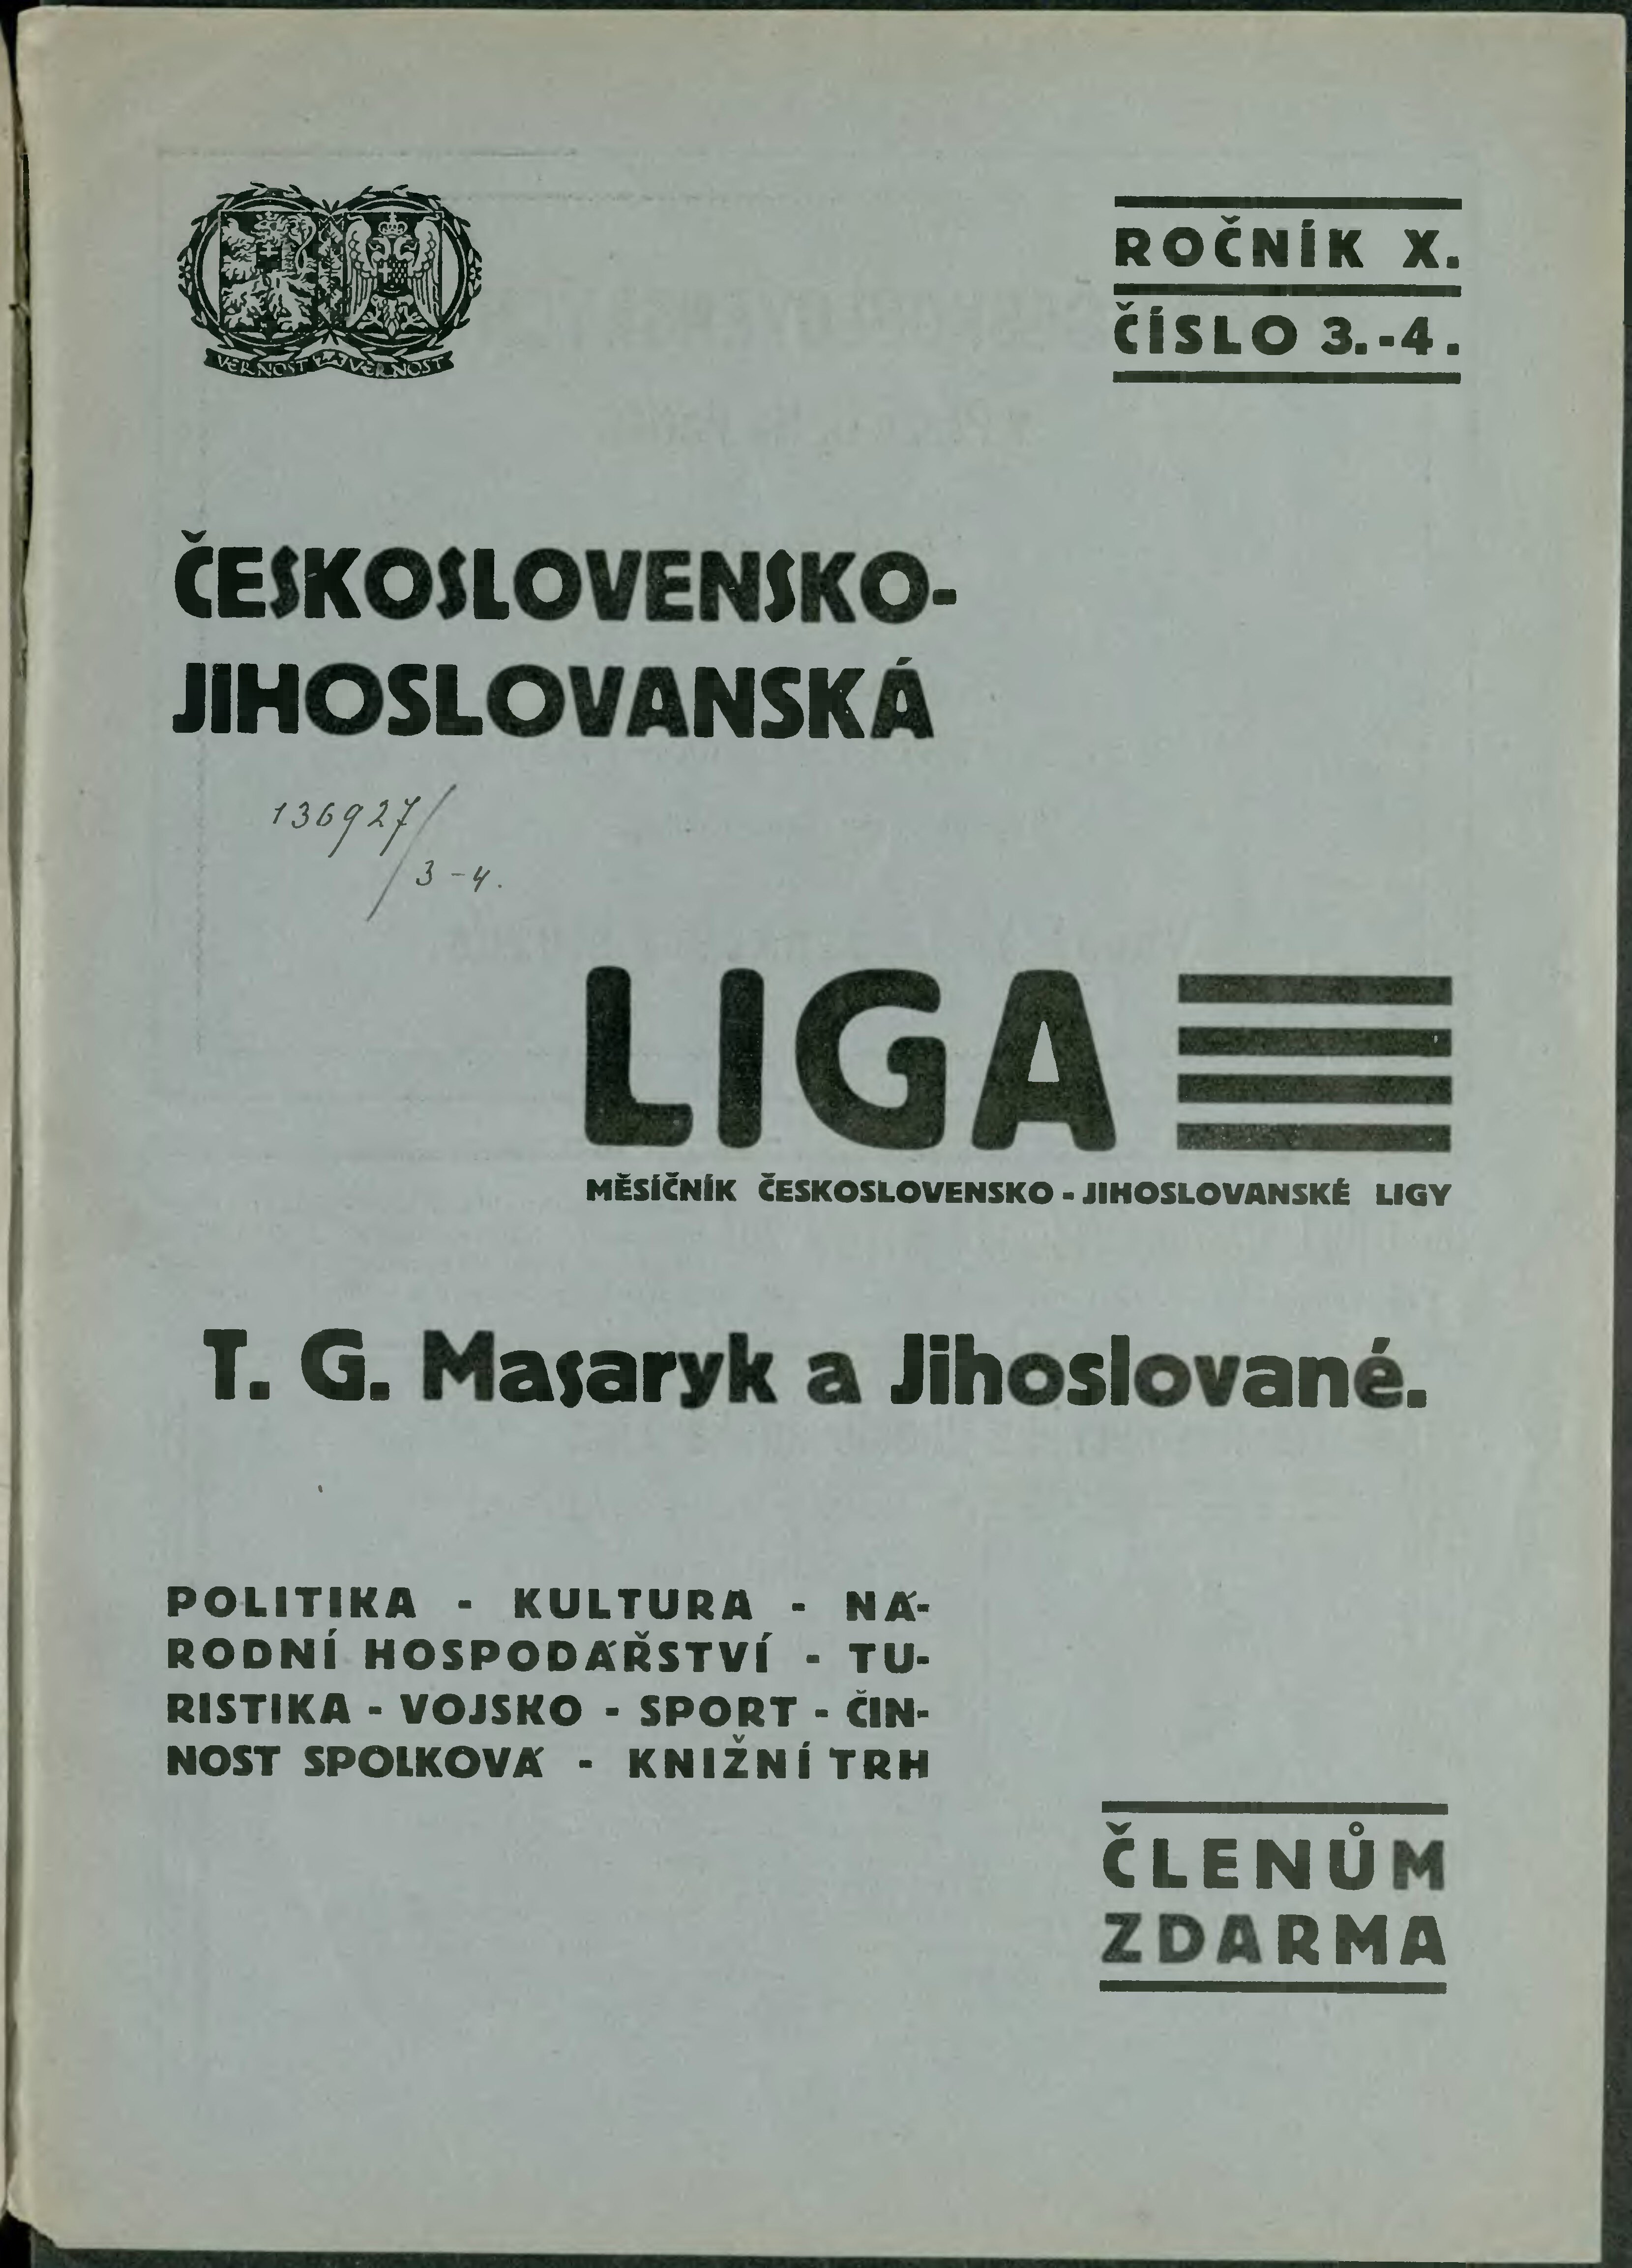 VĚRNOST ZA VĚRNOST
ROČNÍK X.
ČÍSLO 3.-4.
ČESKOSLOVENSKO-
JIHOSLOVANSKÁ
136927/
3-4.
LIGA
MĚSÍČNÍK ČESKOSLOVENSKO-JIHOSLOVANSKÉ LIGY
T. G. Masaryk a Jihoslované.
POLITIKA - KULTURA - NÁ-
RODNÍ HOSPODÁŘSTVÍ - TU-
RISTIKA - VOJSKO - SPORT - ČIN-
NOST SPOLKOVÁ - KNIŽNÍ TRH
ČLENŮM
ZDARMA